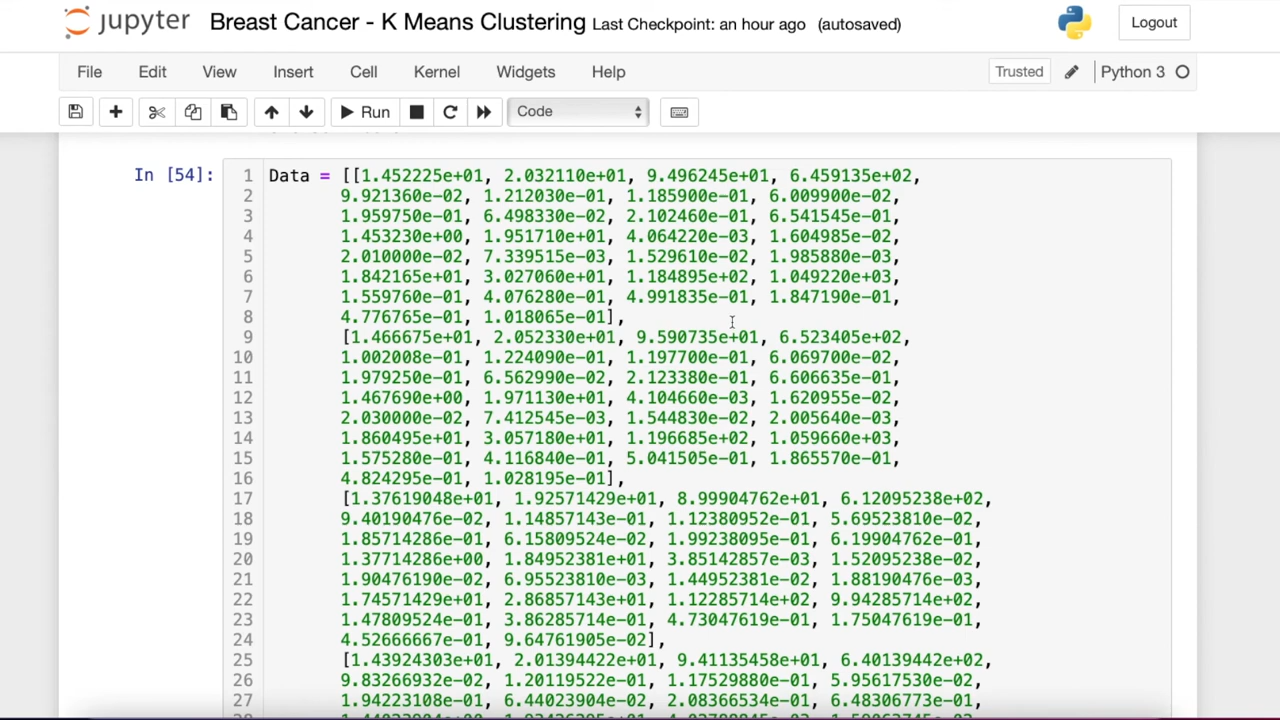 jupyter Breast Cancer - K Means Clustering Last Checkpoint: an hour ago (autosaved) Logout
File Edit View Insert Cell Kernel Widgets Help Trusted Python 3
Run Code
In [54]: 1 Data = [[1.452225e+01, 2.032110e+01, 9.496245e+01, 6.459135e+02,
2 9.921360e-02, 1.212030e-01, 1.185900e-01, 6.009900e-02,
3 1.959750e-01, 6.498330e-02, 2.102460e-01, 6.541545e-01,
4 1.453230e+00, 1.951710e+01, 4.064220e-03, 1.604985e-02,
5 2.010000e-02, 7.339515e-03, 1.529610e-02, 1.985880e-03,
6 1.842165e+01, 3.027060e+01, 1.184895e+02, 1.049220e+03,
7 1.559760e-01, 4.076280e-01, 4.991835e-01, 1.847190e-01,
8 4.776765e-01, 1.018065e-01],
9 [1.466675e+01, 2.052330e+01, 9.590735e+01, 6.523405e+02,
10 1.002008e-01, 1.224090e-01, 1.197700e-01, 6.069700e-02,
11 1.979250e-01, 6.562990e-02, 2.123380e-01, 6.606635e-01,
12 1.467690e+00, 1.971130e+01, 4.104660e-03, 1.620955e-02,
13 2.030000e-02, 7.412545e-03, 1.544830e-02, 2.005640e-03,
14 1.860495e+01, 3.057180e+01, 1.196685e+02, 1.059660e+03,
15 1.575280e-01, 4.116840e-01, 5.041505e-01, 1.865570e-01,
16 4.824295e-01, 1.028195e-01],
17 [1.37619048e+01, 1.92571429e+01, 8.99904762e+01, 6.12095238e+02,
18 9.40190476e-02, 1.14857143e-01, 1.12380952e-01, 5.69523810e-02,
19 1.85714286e-01, 6.15809524e-02, 1.99238095e-01, 6.19904762e-01,
20 1.37714286e+00, 1.84952381e+01, 3.85142857e-03, 1.52095238e-02,
21 1.90476190e-02, 6.95523810e-03, 1.44952381e-02, 1.88190476e-03,
22 1.74571429e+01, 2.86857143e+01, 1.12285714e+02, 9.94285714e+02,
23 1.47809524e-01, 3.86285714e-01, 4.73047619e-01, 1.75047619e-01,
24 4.52666667e-01, 9.64761905e-02],
25 [1.43924303e+01, 2.01394422e+01, 9.41135458e+01, 6.40139442e+02,
26 9.83266932e-02, 1.20119522e-01, 1.17529880e-01, 5.95617530e-02,
27 1.94223108e-01, 6.44023904e-02, 2.08366534e-01, 6.48306773e-01,